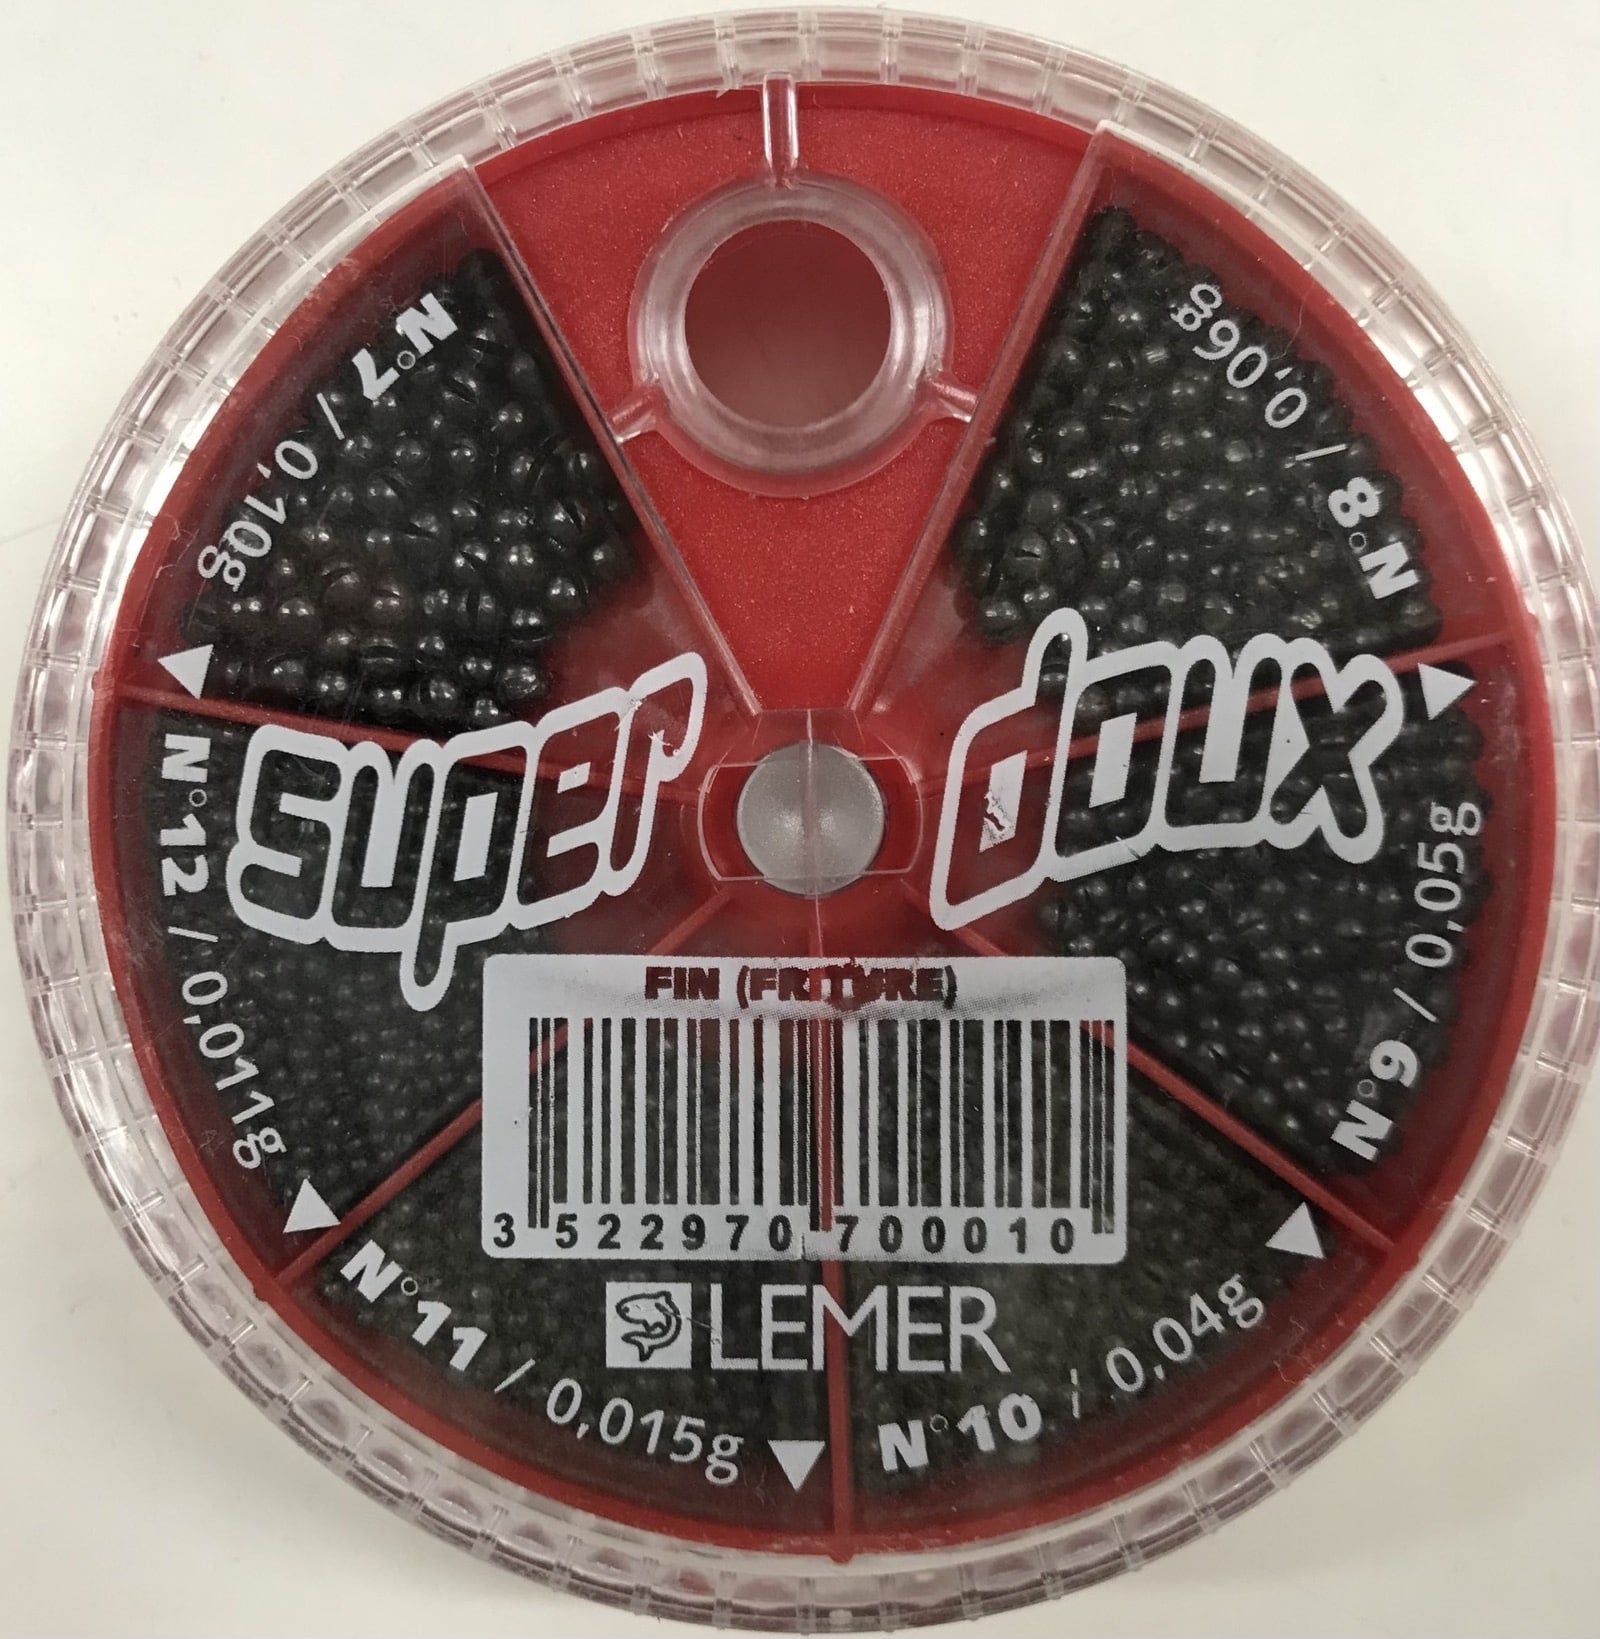 N°7 / 0,10g
0,068g / N°8
super doux
N°12 / 0,011g
N°9 / 0,05g
FIN (FRITURE)
3 522970 700010
LEMER
N°11 / 0,015g
N°10 / 0,04g